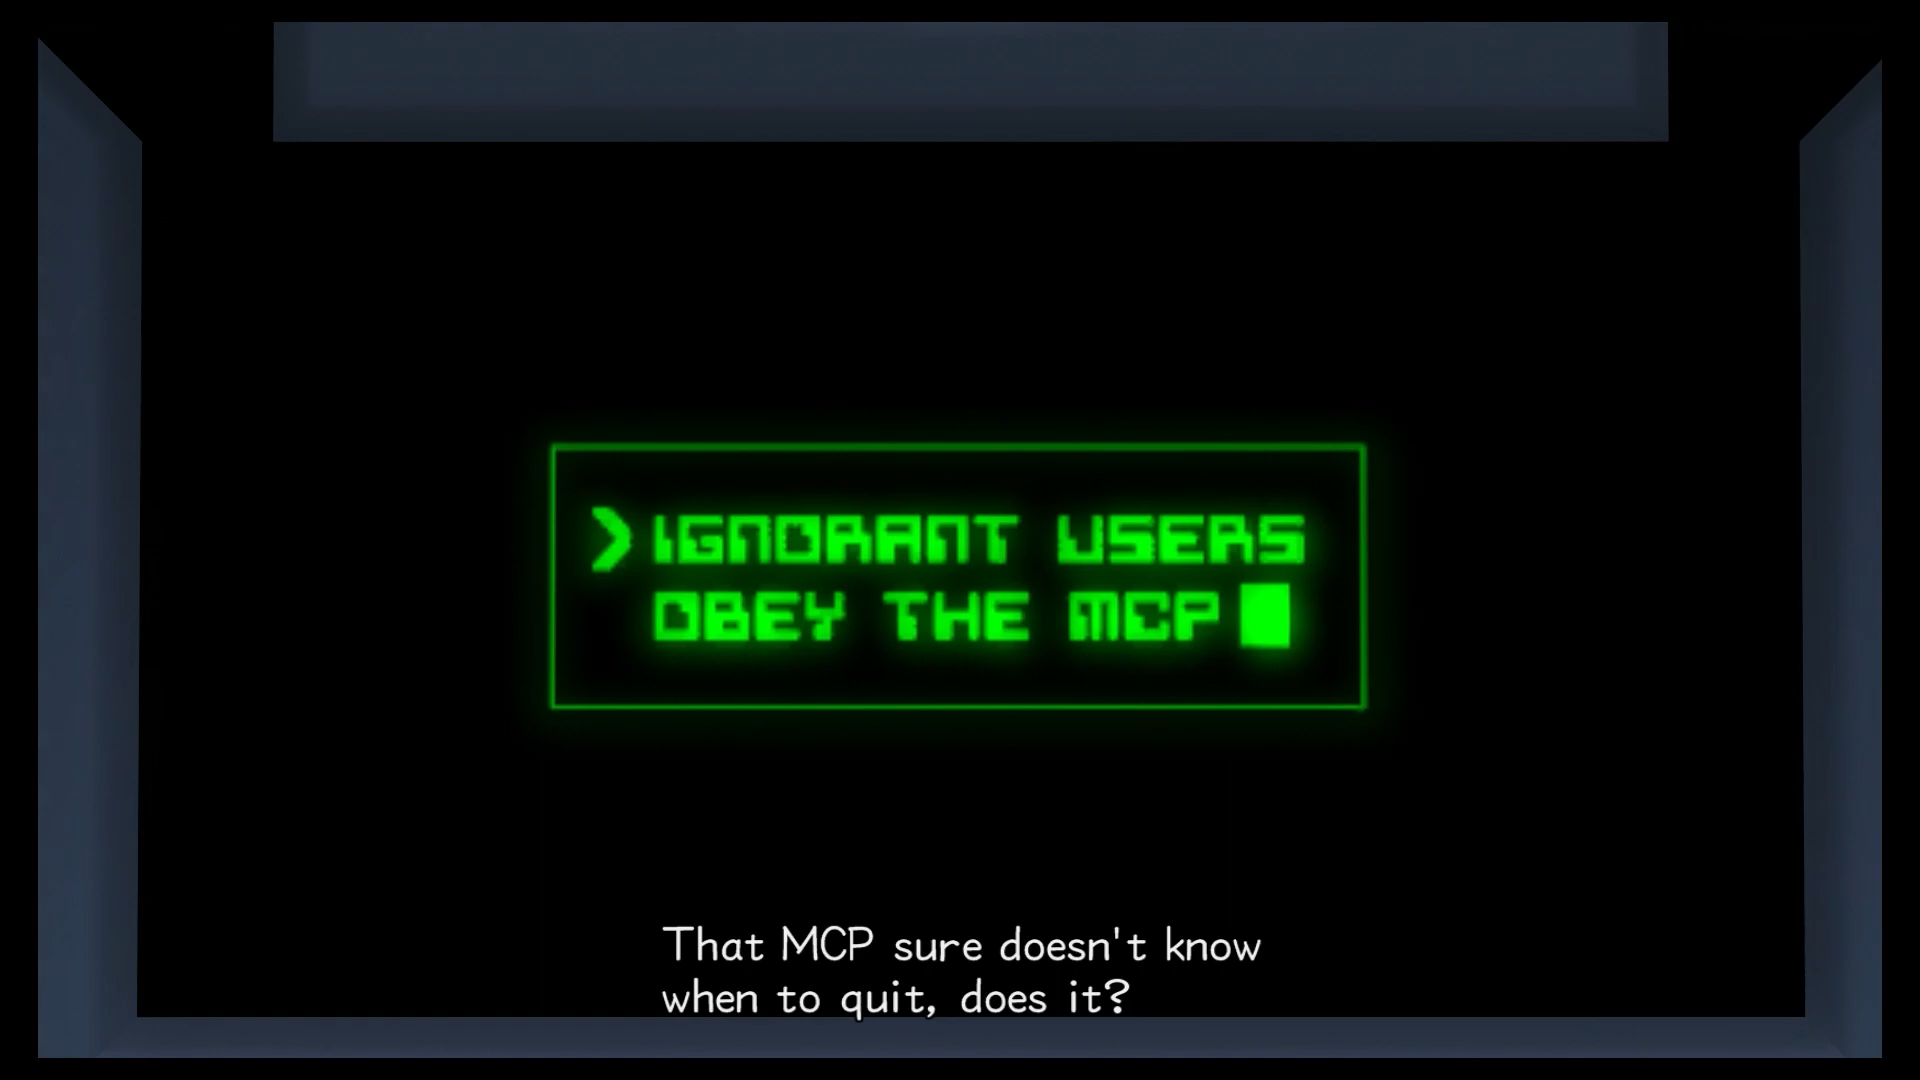 ❯IGNORANT USERS
OBEY THE MCP
That MCP sure doesn't know
when to quit, does it?